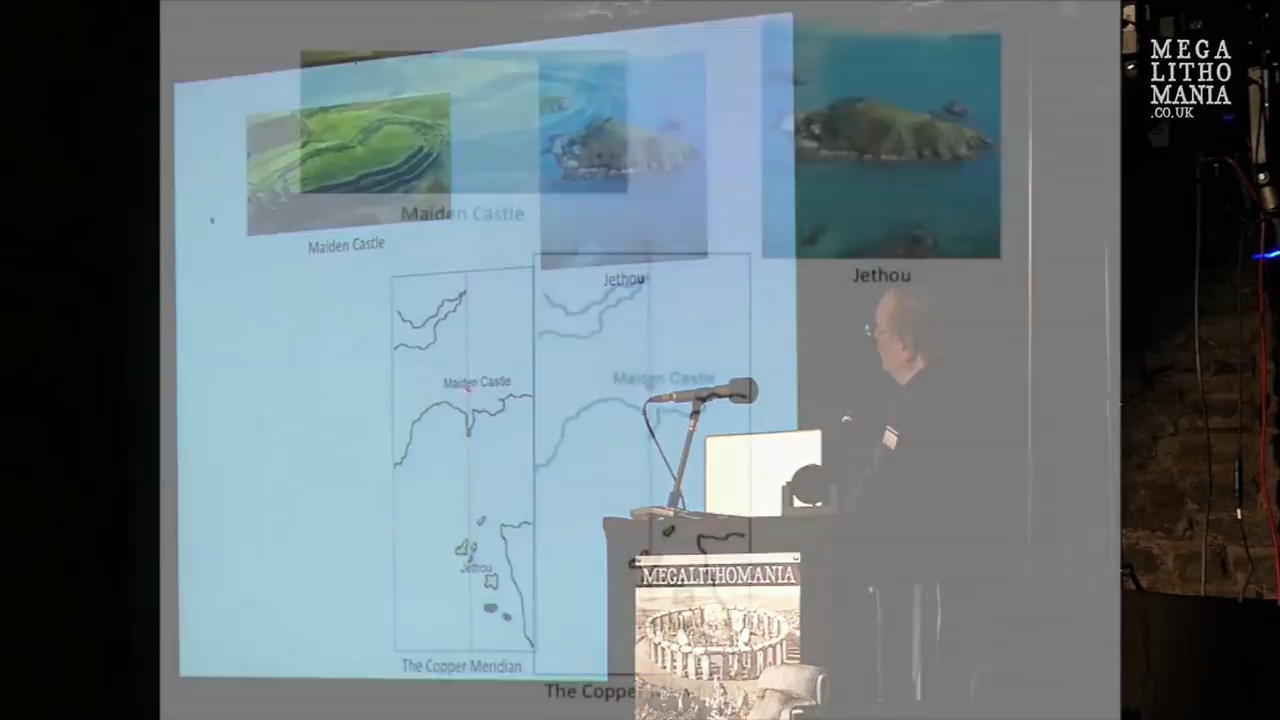 MEGA
LITHO
MANIA
.CO.UK
Maiden Castle
Maiden Castle
Jethou
Jethou
Maiden Castle
Maiden Castle
Jethou
The Copper Meridian
The Coppe
MEGALITHOMANIA